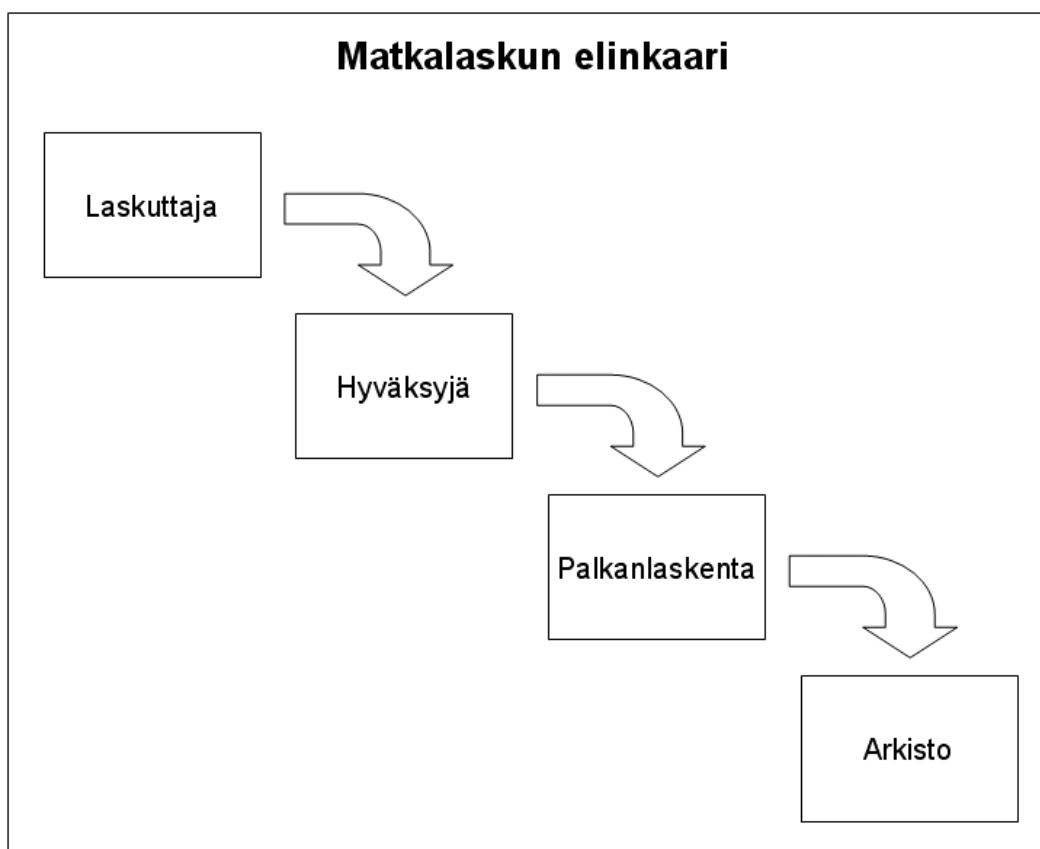 Matkalaskun elinkaari
Laskuttaja
Hyväksyjä
Palkanlaskenta
Arkisto